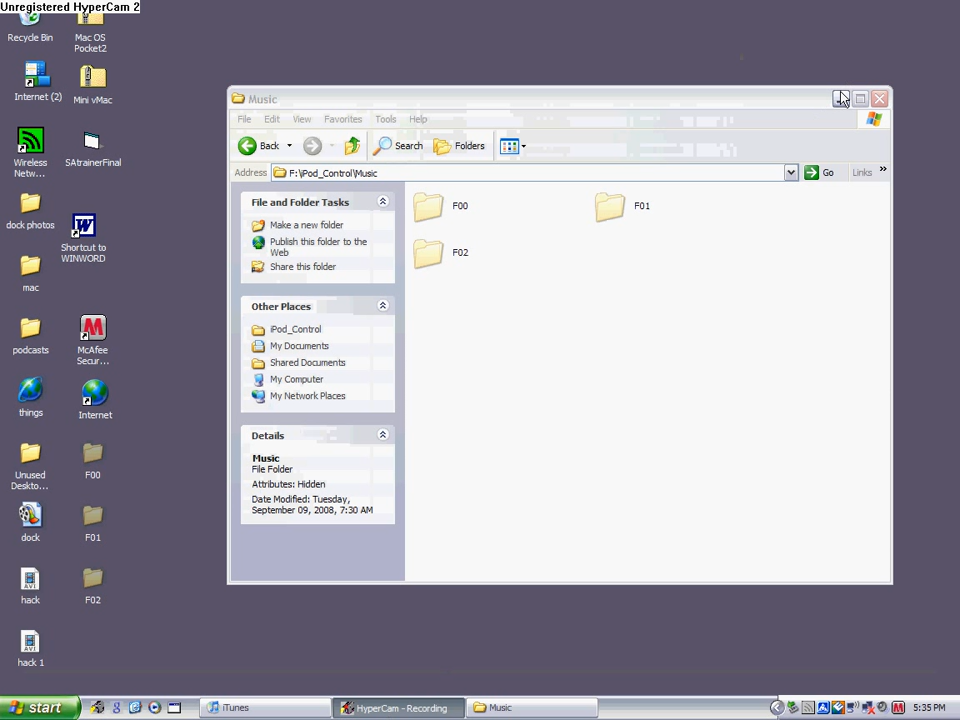 Unregistered HyperCam 2
Recycle Bin
Mac OS
Pocket2
Internet (2)
Mini vMac
Wireless
Netw...
SAtrainerFinal
dock photos
Shortcut to
WINWORD
mac
podcasts
McAfee
Secur...
things
Internet
Unused
Deskto...
F00
dock
F01
hack
F02
hack 1
Music
File Edit View Favorites Tools Help
Back Search Folders
Address F:\iPod_Control\Music Go Links »
File and Folder Tasks
Make a new folder
Publish this folder to the
Web
Share this folder
Other Places
iPod_Control
My Documents
Shared Documents
My Computer
My Network Places
Details
Music
File Folder
Attributes: Hidden
Date Modified: Tuesday,
September 09, 2008, 7:30 AM
F00 F01
F02
start iTunes HyperCam - Recording Music 5:35 PM